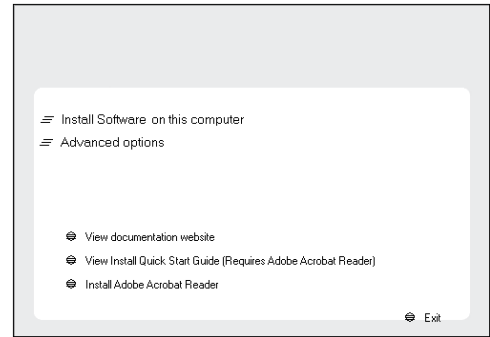 Install Software on this computer
Advanced options
View documentation website
View Install Quick Start Guide (Requires Adobe Acrobat Reader)
Install Adobe Acrobat Reader
Exit